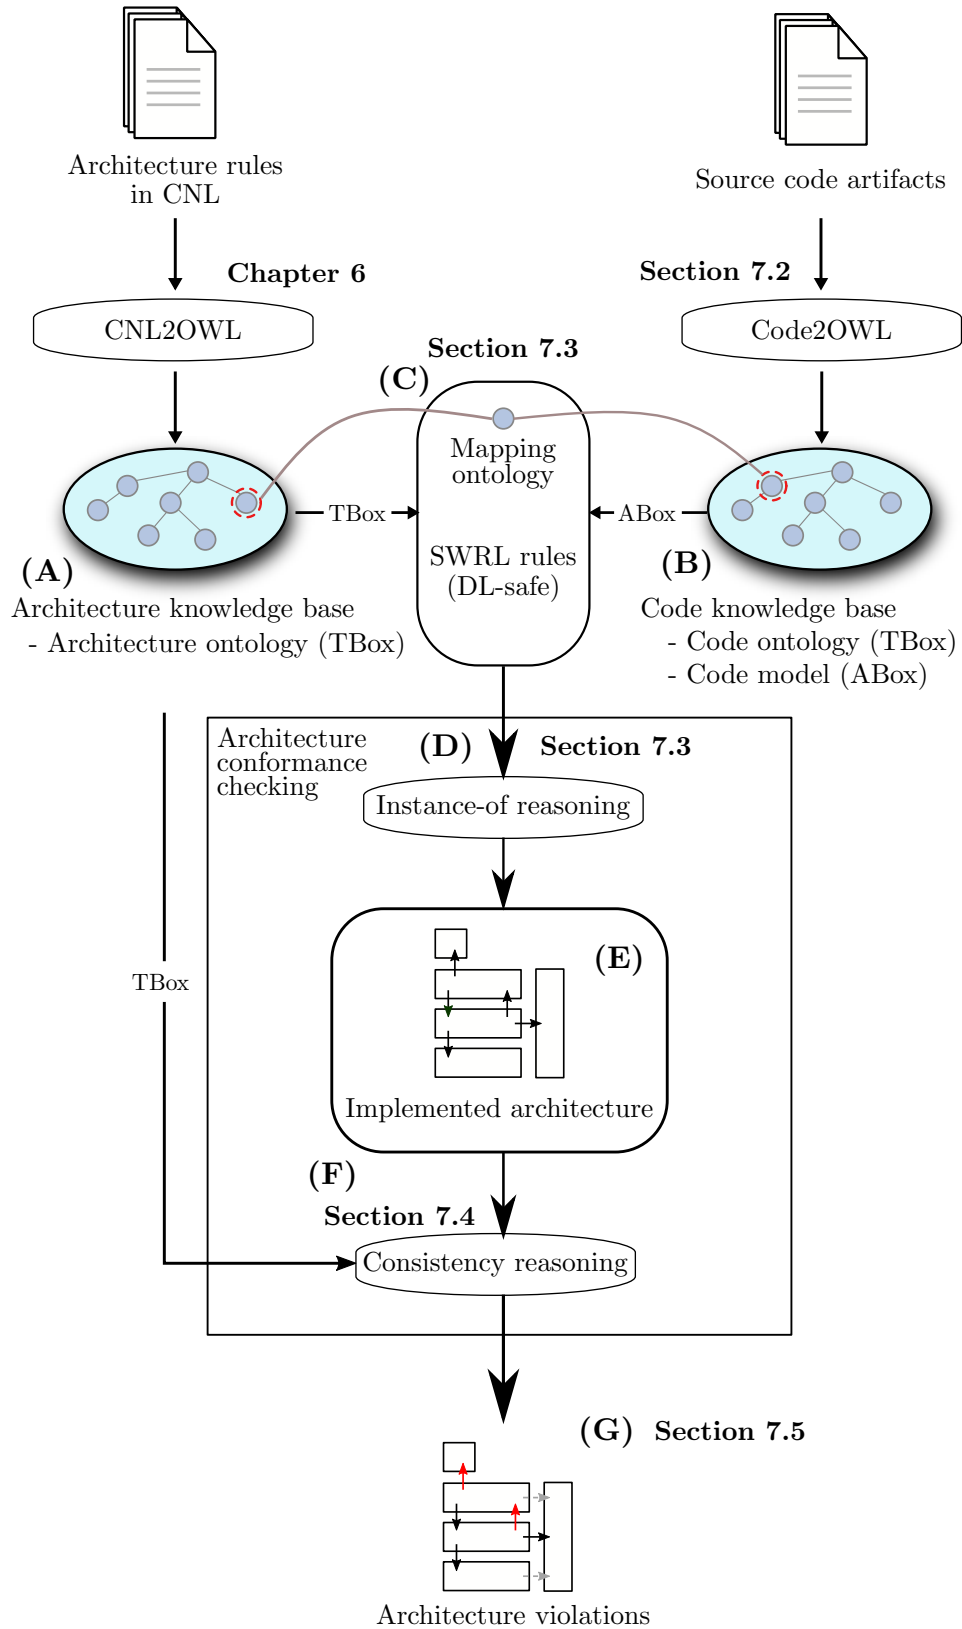 Architecture rules
in CNL
Source code artifacts
Chapter 6
Section 7.2
CNL2OWL
Code2OWL
Section 7.3
(C)
Mapping
ontology
TBox
ABox
SWRL rules
(DL-safe)
(A)
(B)
Architecture knowledge base
- Architecture ontology (TBox)
Code knowledge base
- Code ontology (TBox)
- Code model (ABox)
Architecture
conformance
checking
(D)
Section 7.3
Instance-of reasoning
(E)
TBox
Implemented architecture
(F)
Section 7.4
Consistency reasoning
(G) Section 7.5
Architecture violations